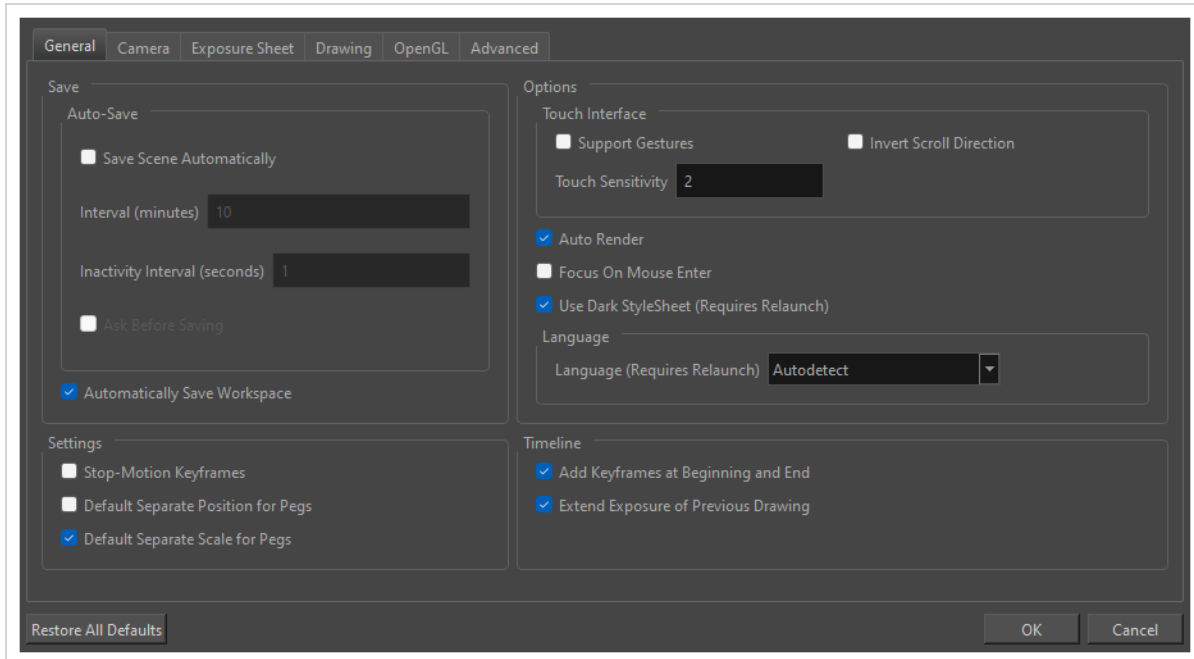 General Camera Exposure Sheet Drawing OpenGL Advanced
Save
Auto-Save
Save Scene Automatically
Interval (minutes) 10
Inactivity Interval (seconds) 1
Ask Before Saving
Automatically Save Workspace
Options
Touch Interface
Support Gestures Invert Scroll Direction
Touch Sensitivity 2
Auto Render
Focus On Mouse Enter
Use Dark StyleSheet (Requires Relaunch)
Language
Language (Requires Relaunch) Autodetect
Settings
Stop-Motion Keyframes
Default Separate Position for Pegs
Default Separate Scale for Pegs
Timeline
Add Keyframes at Beginning and End
Extend Exposure of Previous Drawing
Restore All Defaults OK Cancel